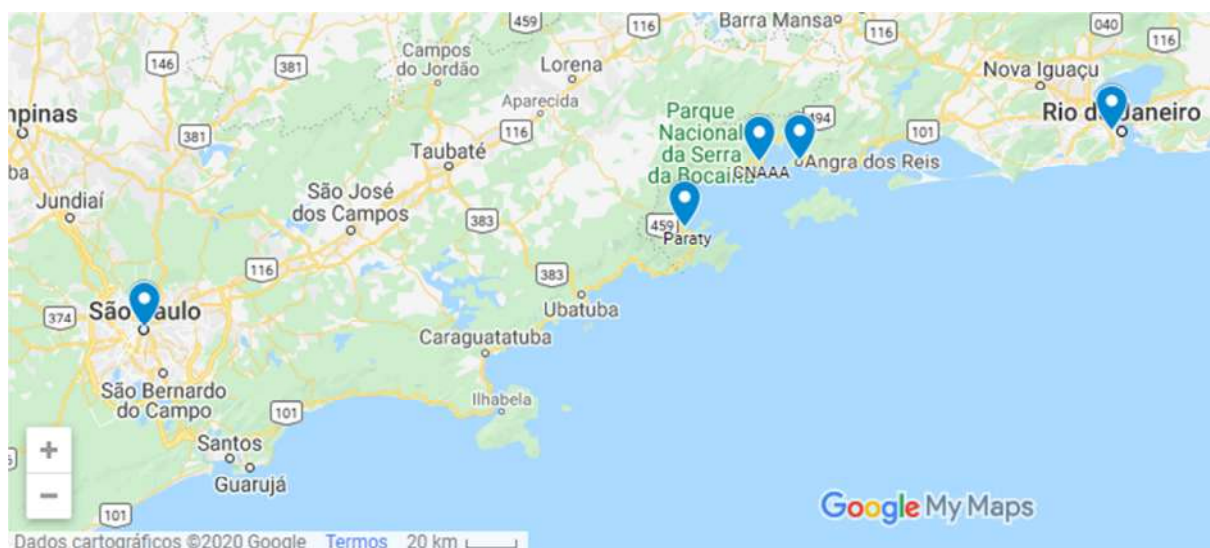 459
116
Barra Mansa
116
040
116
146
381
Campos
do Jordão
Lorena
Nova Iguaçu
npinas
381
Aparecida
116
Parque
Nacional
da Serra
da Bocaina
494
101
Rio de Janeiro
ba
Taubaté
CNAAA
Angra dos Reis
Jundiaí
São José
dos Campos
383
459
Paraty
116
383
Ubatuba
374
São Paulo
Caraguatatuba
São Bernardo
do Campo
Ilhabela
101
Santos
Guarujá
+
−
101
Google My Maps
Dados cartográficos ©2020 Google Termos 20 km